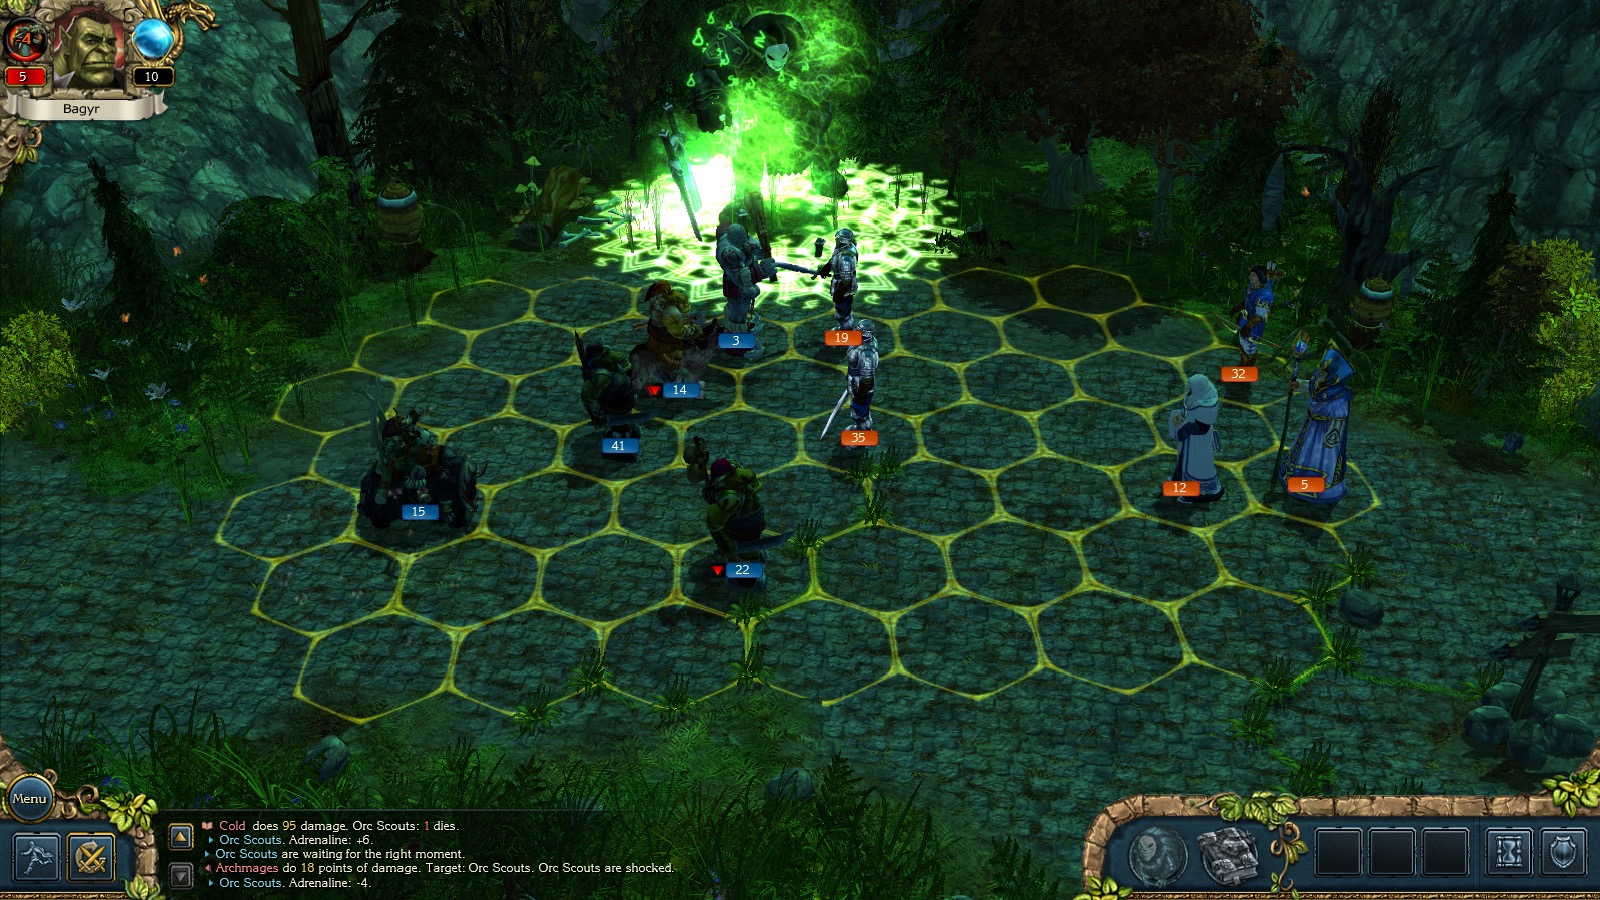 -4
5
10
Bagyr
3
19
32
14
35
41
12
5
15
22
Menu
Cold does 95 damage. Orc Scouts: 1 dies.
Orc Scouts. Adrenaline: +6.
Orc Scouts are waiting for the right moment.
Archmages do 18 points of damage. Target: Orc Scouts. Orc Scouts are shocked.
Orc Scouts. Adrenaline: -4.